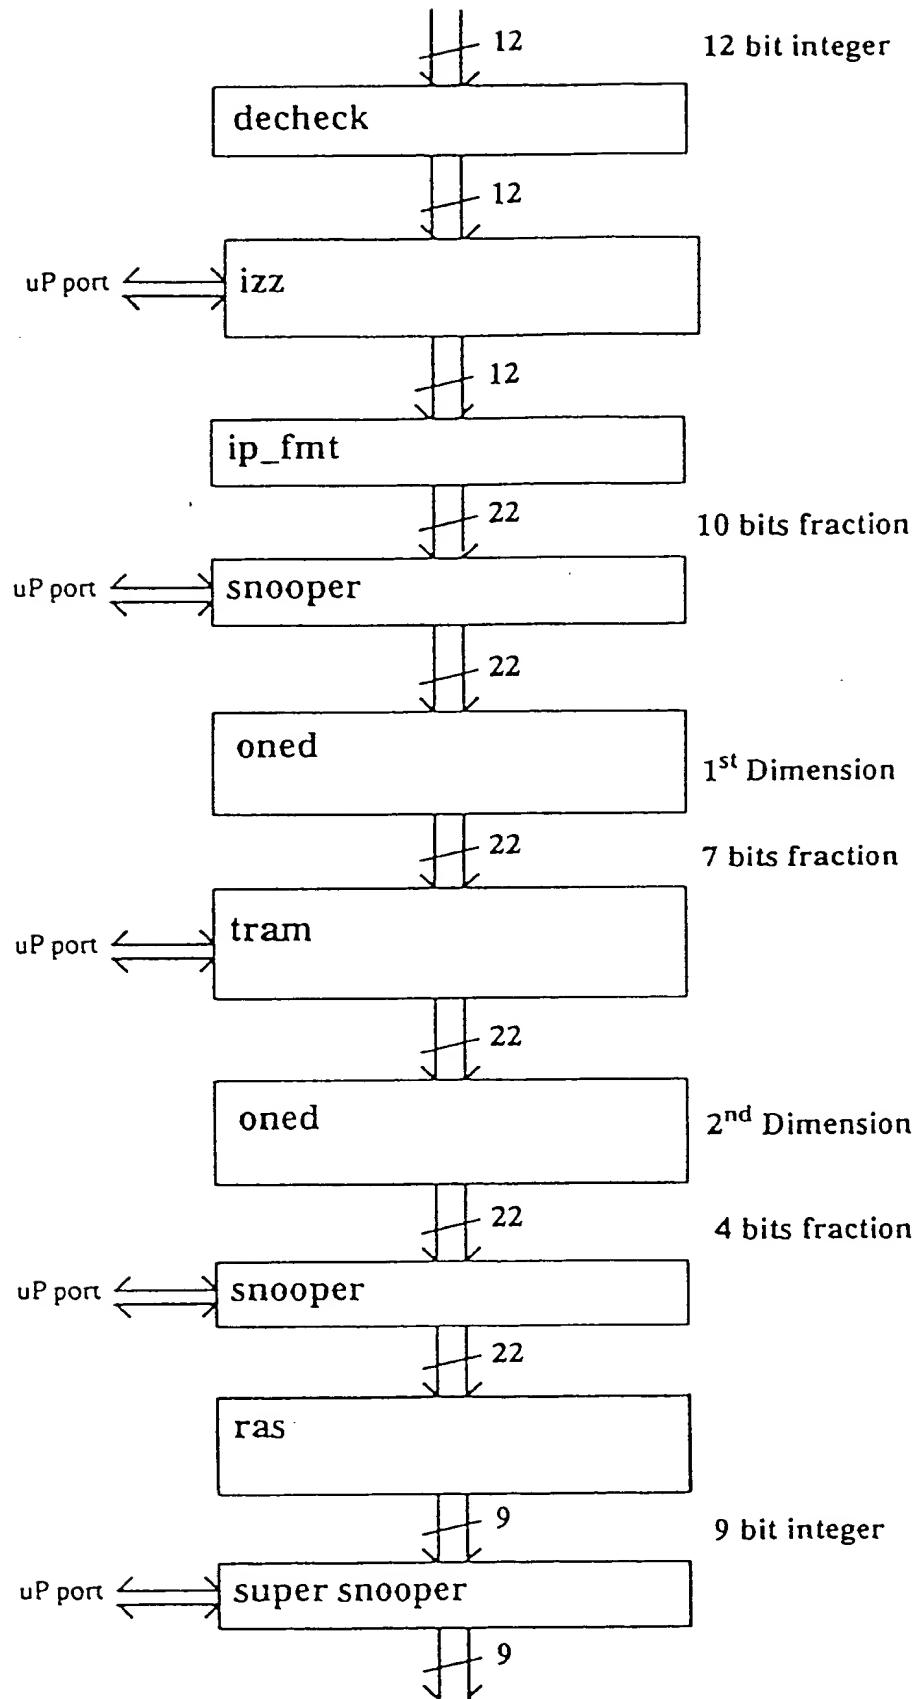 12 12 bit integer
decheck
12
uP port izz
12
ip_fmt
22 10 bits fraction
uP port snooper
22
oned
1st Dimension
22 7 bits fraction
uP port tram
22
oned 2nd Dimension
22 4 bits fraction
uP port snooper
22
ras
9 9 bit integer
uP port super snooper
9